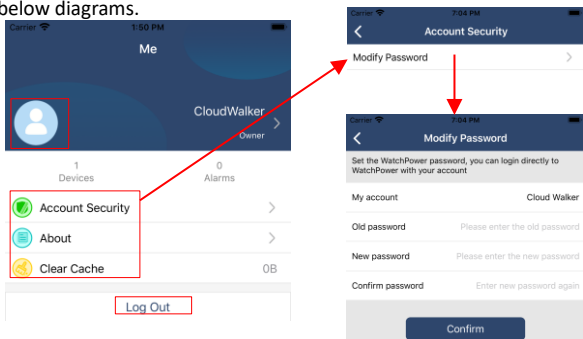 below diagrams.
Carrier
1:50 PM
Me
CloudWalker
Owner
1
Devices
0
Alarms
Account Security
About
Clear Cache
0B
Log Out
Carrier
7:04 PM
Account Security
Modify Password
Carrier
7:04 PM
Modify Password
Set the WatchPower password, you can login directly to
WatchPower with your account
My account
Cloud Walker
Old password
Please enter the old password
New password
Please enter the new password
Confirm password
Enter new password again
Confirm